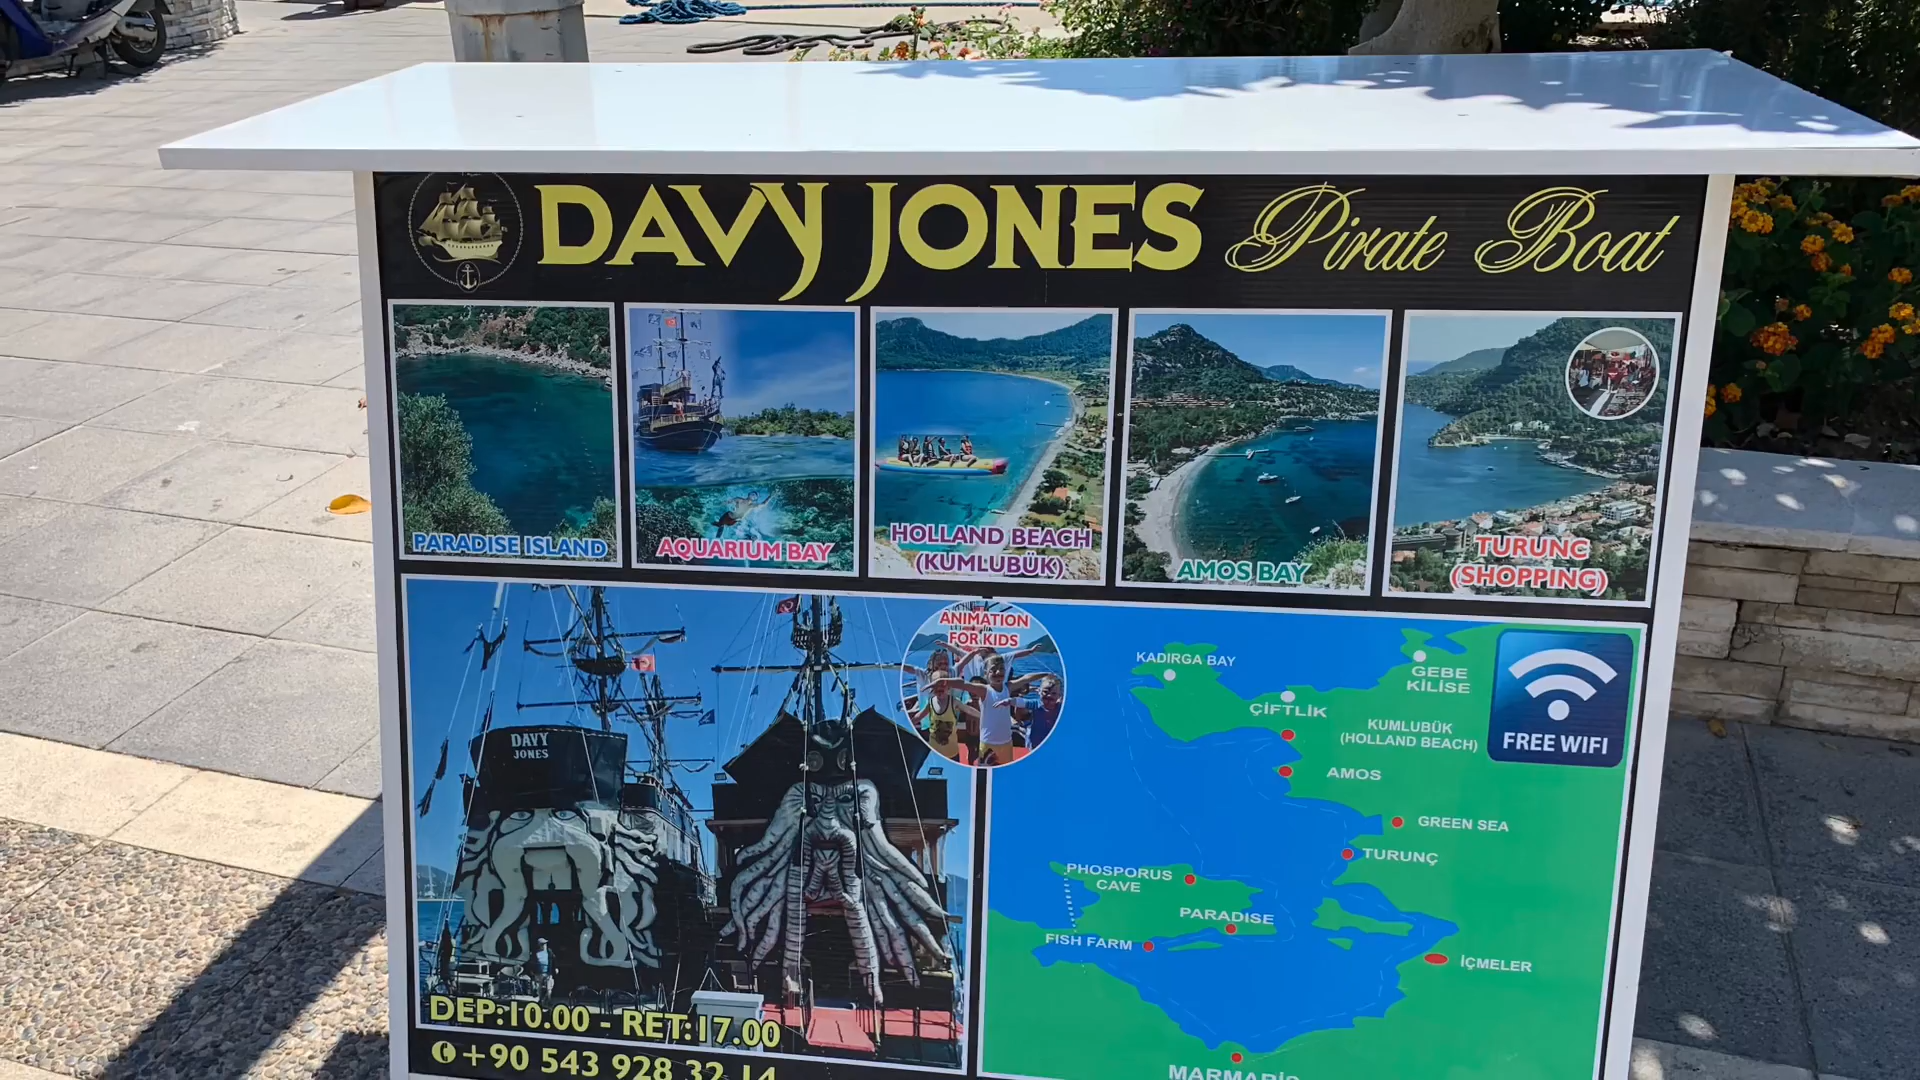 DAVY JONES Pirate Boat
PARADISE ISLAND
AQUARIUM BAY
HOLLAND BEACH
(KUMLUBÜK)
AMOS BAY
TURUNC
(SHOPPING)
ANIMATION
FOR KIDS
DAVY
JONES
DEP:10.00 - RET:17.00
+90 543 928 32 14
KADIRGA BAY
GEBE
KİLİSE
ÇİFTLİK
KUMLUBÜK
(HOLLAND BEACH)
FREE WIFI
AMOS
GREEN SEA
TURUNÇ
PHOSPORUS
CAVE
PARADISE
FISH FARM
İÇMELER
MARMARİS